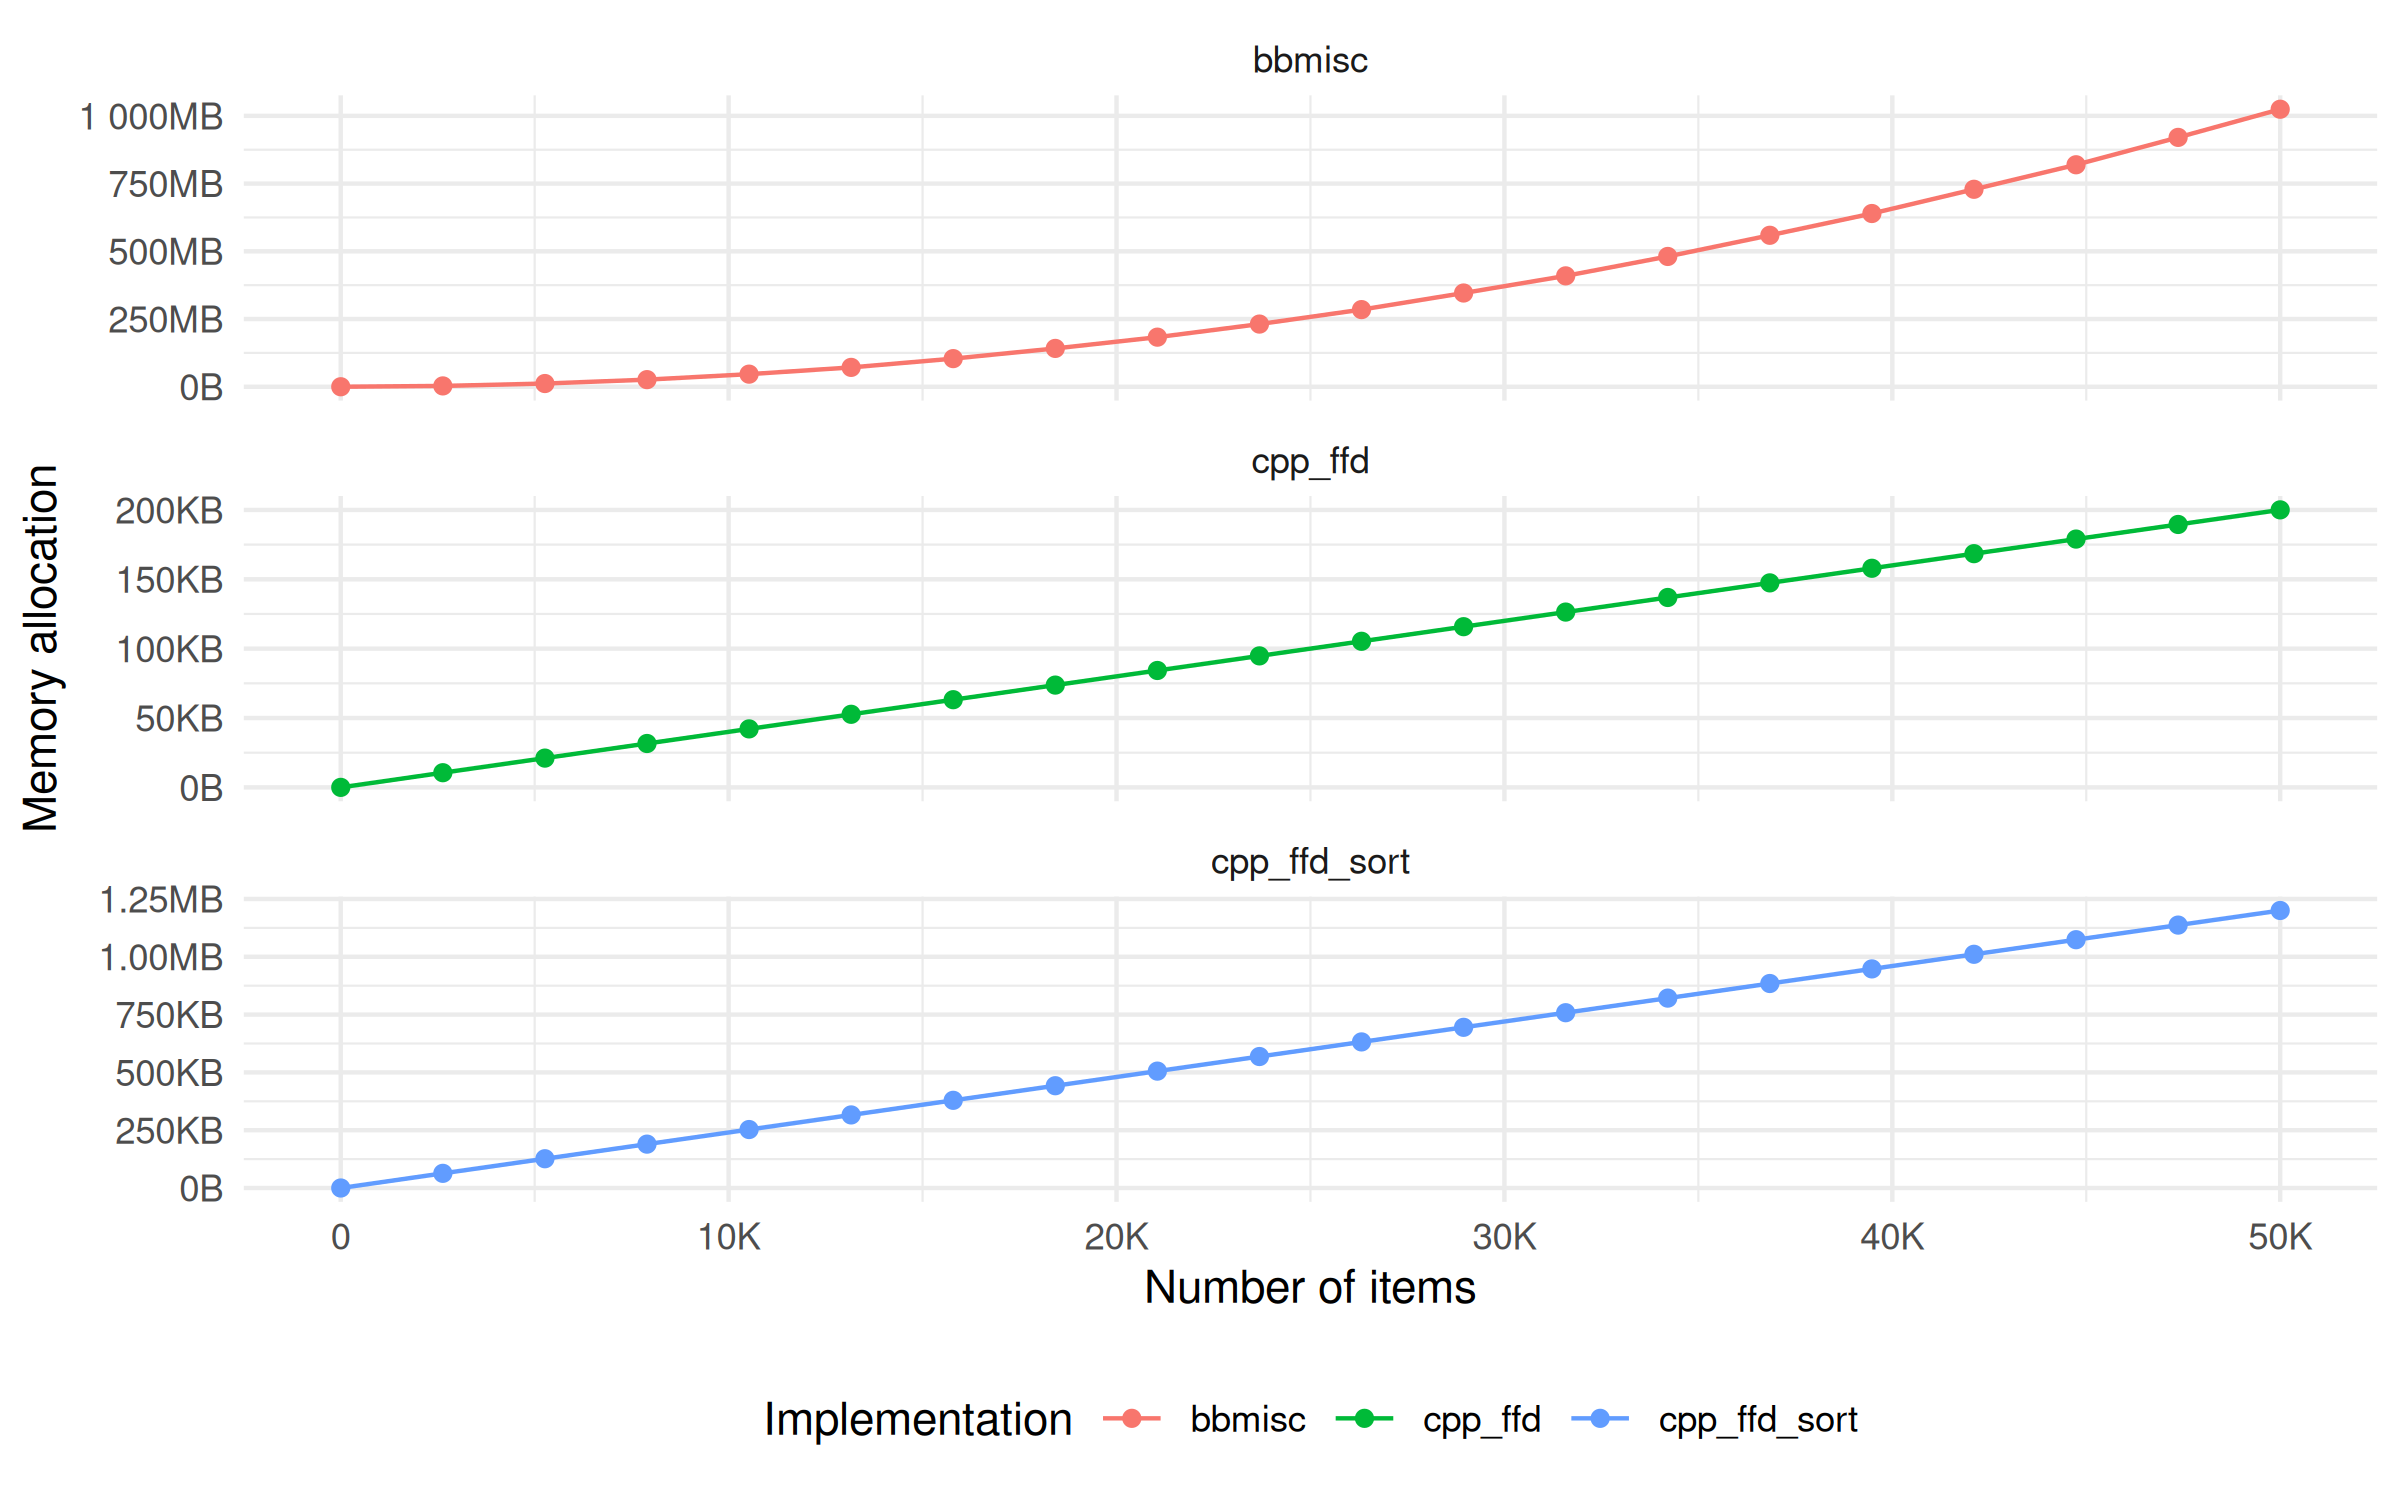 bbmisc
1 000MB
750MB
500MB
250MB
0B
cpp_ffd
200KB
150KB
100KB
50KB
0B
Memory allocation
cpp_ffd_sort
1.25MB
1.00MB
750KB
500KB
250KB
0B
0 10K 20K 30K 40K 50K
Number of items
Implementation bbmisc cpp_ffd cpp_ffd_sort